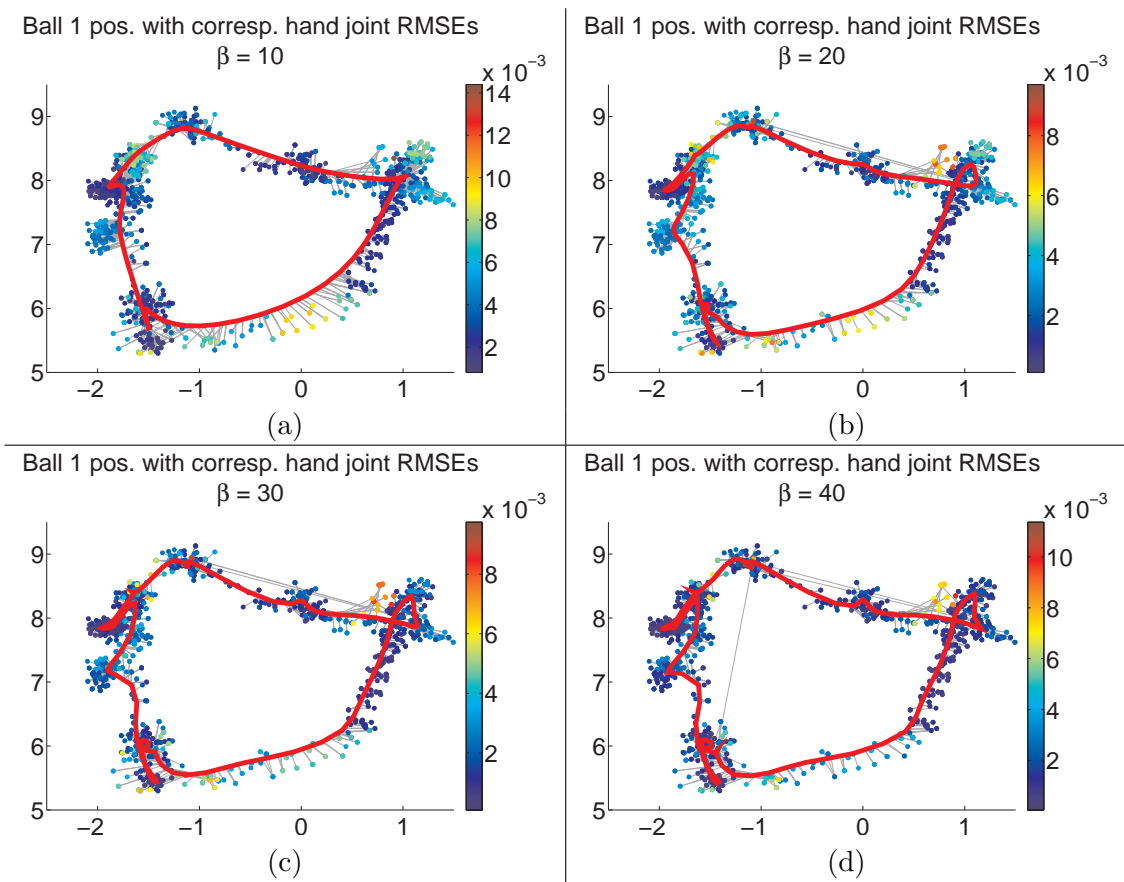 Ball 1 pos. with corresp. hand joint RMSEs
β = 10
x 10⁻³
14
12
10
8
6
4
2
9
8
7
6
5
−2 −1 0 1
(a)
Ball 1 pos. with corresp. hand joint RMSEs
β = 20
x 10⁻³
8
6
4
2
9
8
7
6
5
−2 −1 0 1
(b)
Ball 1 pos. with corresp. hand joint RMSEs
β = 30
x 10⁻³
8
6
4
2
9
8
7
6
5
−2 −1 0 1
(c)
Ball 1 pos. with corresp. hand joint RMSEs
β = 40
x 10⁻³
10
8
6
4
2
9
8
7
6
5
−2 −1 0 1
(d)